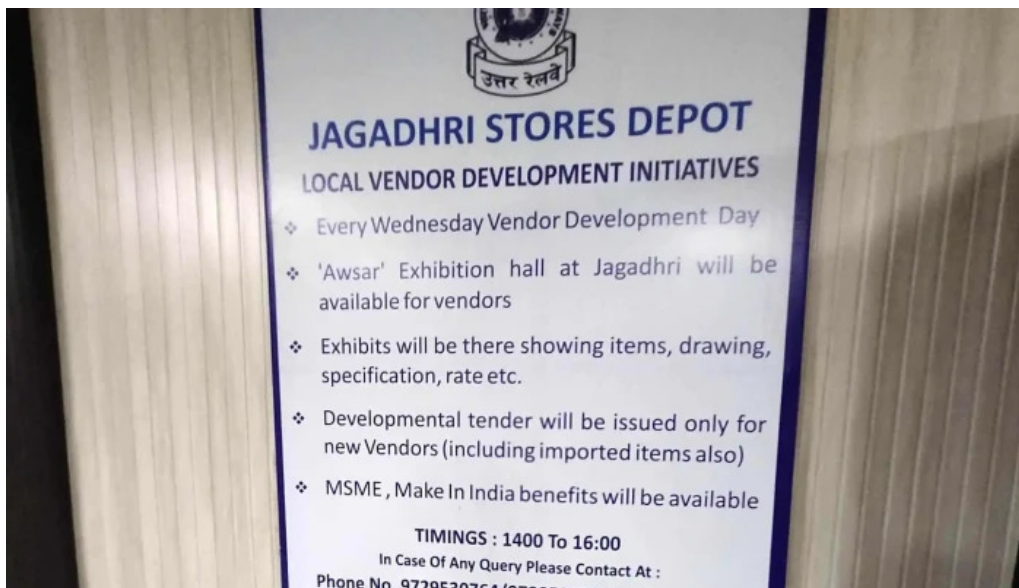 उत्तर रेलवे
JAGADHRI STORES DEPOT
LOCAL VENDOR DEVELOPMENT INITIATIVES
❖ Every Wednesday Vendor Development Day
❖ 'Awsar' Exhibition hall at Jagadhri will be
available for vendors
❖ Exhibits will be there showing items, drawing,
specification, rate etc.
❖ Developmental tender will be issued only for
new Vendors (including imported items also)
❖ MSME , Make In India benefits will be available
TIMINGS : 1400 To 16:00
In Case Of Any Query Please Contact At :
Phone No.